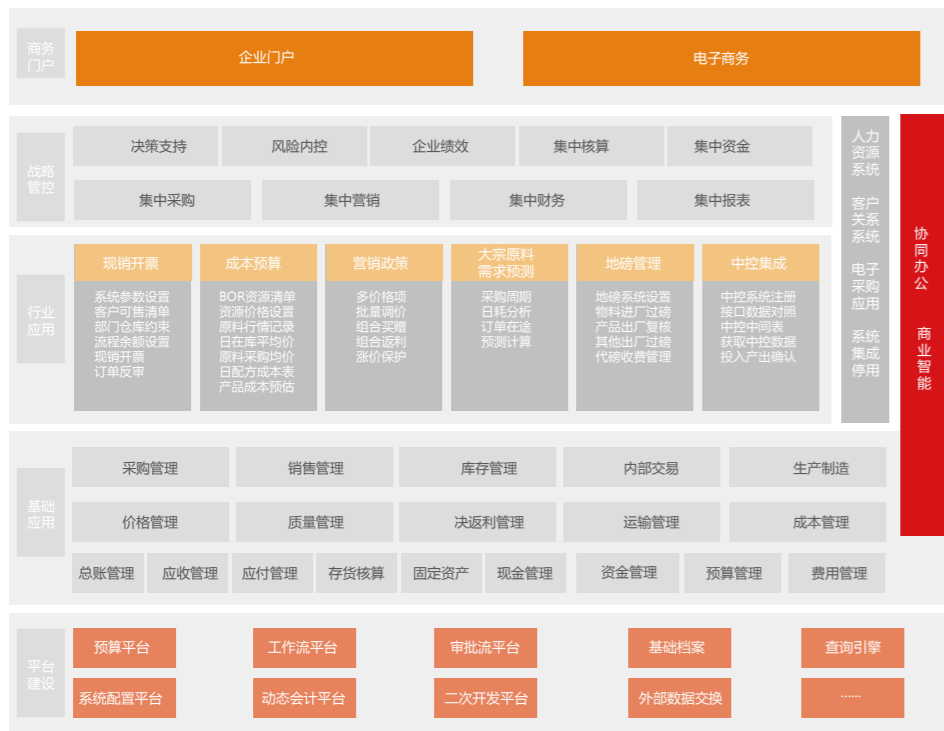 商务
门户
企业门户
电子商务
战略
管控
决策支持
风险内控
企业绩效
集中核算
集中资金
集中采购
集中营销
集中财务
集中报表
行业
应用
现销开票
系统参数设置
客户可售清单
部门仓库约束
流程余额设置
现销开票
订单反审
成本预算
BOR资源清单
资源价格设置
原料行情记录
日在库平均价
原料采购均价
日配方成本表
产品成本预估
营销政策
多价格项
批量调价
组合买赠
组合返利
涨价保护
大宗原料
需求预测
采购周期
日耗分析
订单在途
预测计算
地磅管理
地磅系统设置
物料进厂过磅
产品出厂复核
其他出厂过磅
代磅收费管理
中控集成
中控系统注册
接口数据对照
中控中间表
获取中控数据
投入产出确认
人力
资源
系统
客户
关系
系统
电子
采购
应用
系统
集成
停用
协同办公
商业智能
基础
应用
采购管理
销售管理
库存管理
内部交易
生产制造
价格管理
质量管理
决返利管理
运输管理
成本管理
总账管理
应收管理
应付管理
存货核算
固定资产
现金管理
资金管理
预算管理
费用管理
平台
建设
预算平台
工作流平台
审批流平台
基础档案
查询引擎
系统配置平台
动态会计平台
二次开发平台
外部数据交换
······